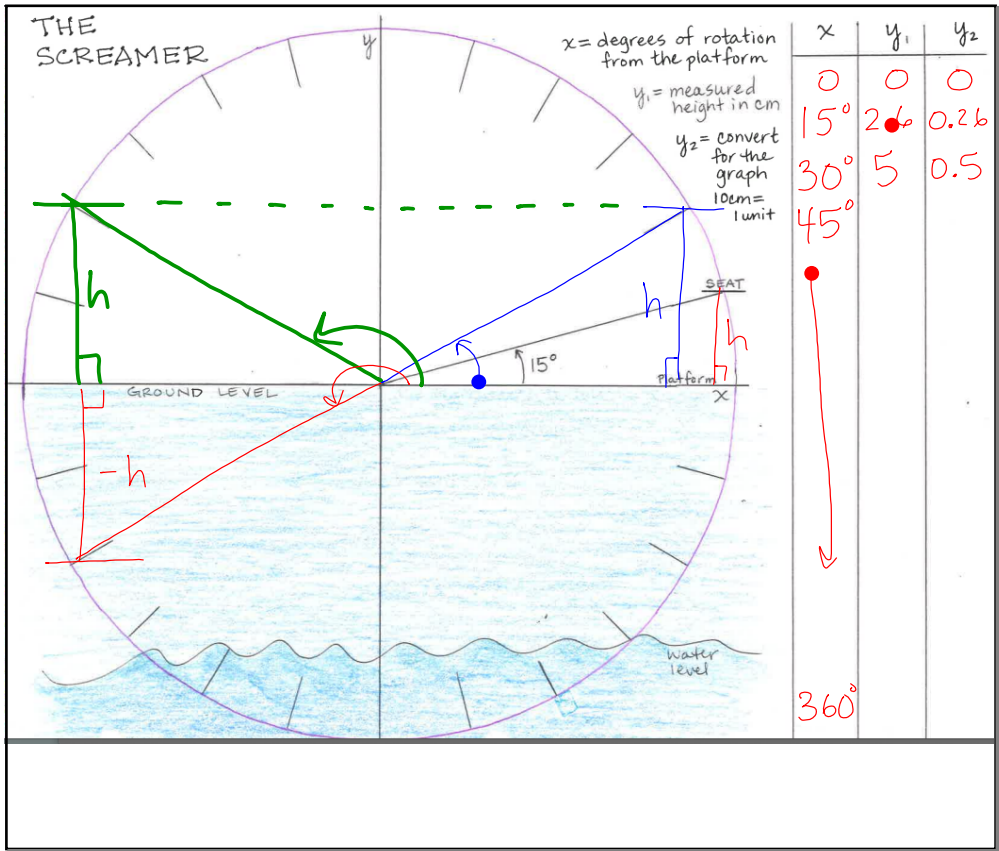 THE
SCREAMER
y
x = degrees of rotation
from the platform
y₁ = measured
height in cm
y₂ = convert
for the
graph
10cm =
1 unit
x y₁ y₂
0 0 0
15° 2.6 0.26
30° 5 0.5
45°
360°
h
h
SEAT
h
15°
Platform
x
GROUND LEVEL
-h
water
level